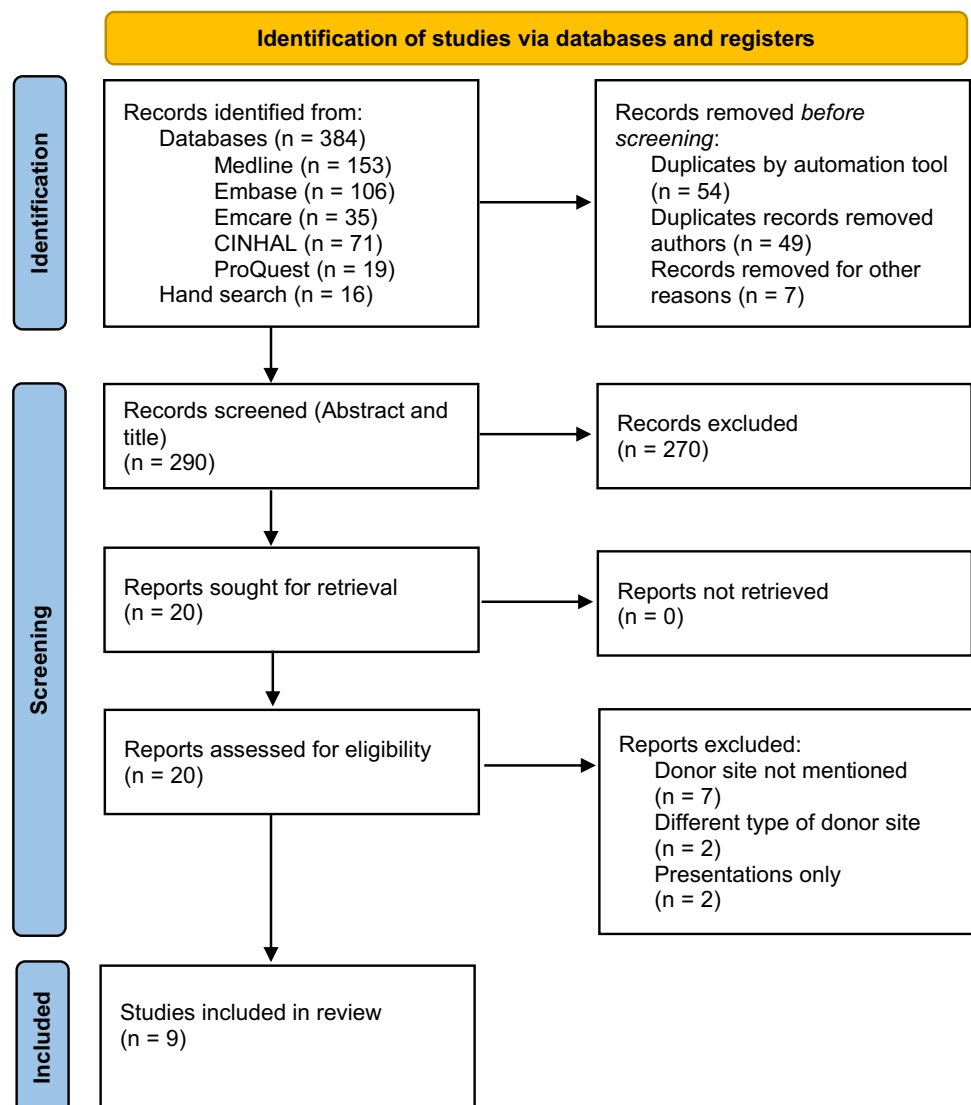 Identification of studies via databases and registers
Identification
Records identified from:
Databases (n = 384)
Medline (n = 153)
Embase (n = 106)
Emcare (n = 35)
CINHAL (n = 71)
ProQuest (n = 19)
Hand search (n = 16)
Records removed before
screening:
Duplicates by automation tool
(n = 54)
Duplicates records removed
authors (n = 49)
Records removed for other
reasons (n = 7)
Screening
Records screened (Abstract and
title)
(n = 290)
Records excluded
(n = 270)
Reports sought for retrieval
(n = 20)
Reports not retrieved
(n = 0)
Reports assessed for eligibility
(n = 20)
Reports excluded:
Donor site not mentioned
(n = 7)
Different type of donor site
(n = 2)
Presentations only
(n = 2)
Included
Studies included in review
(n = 9)